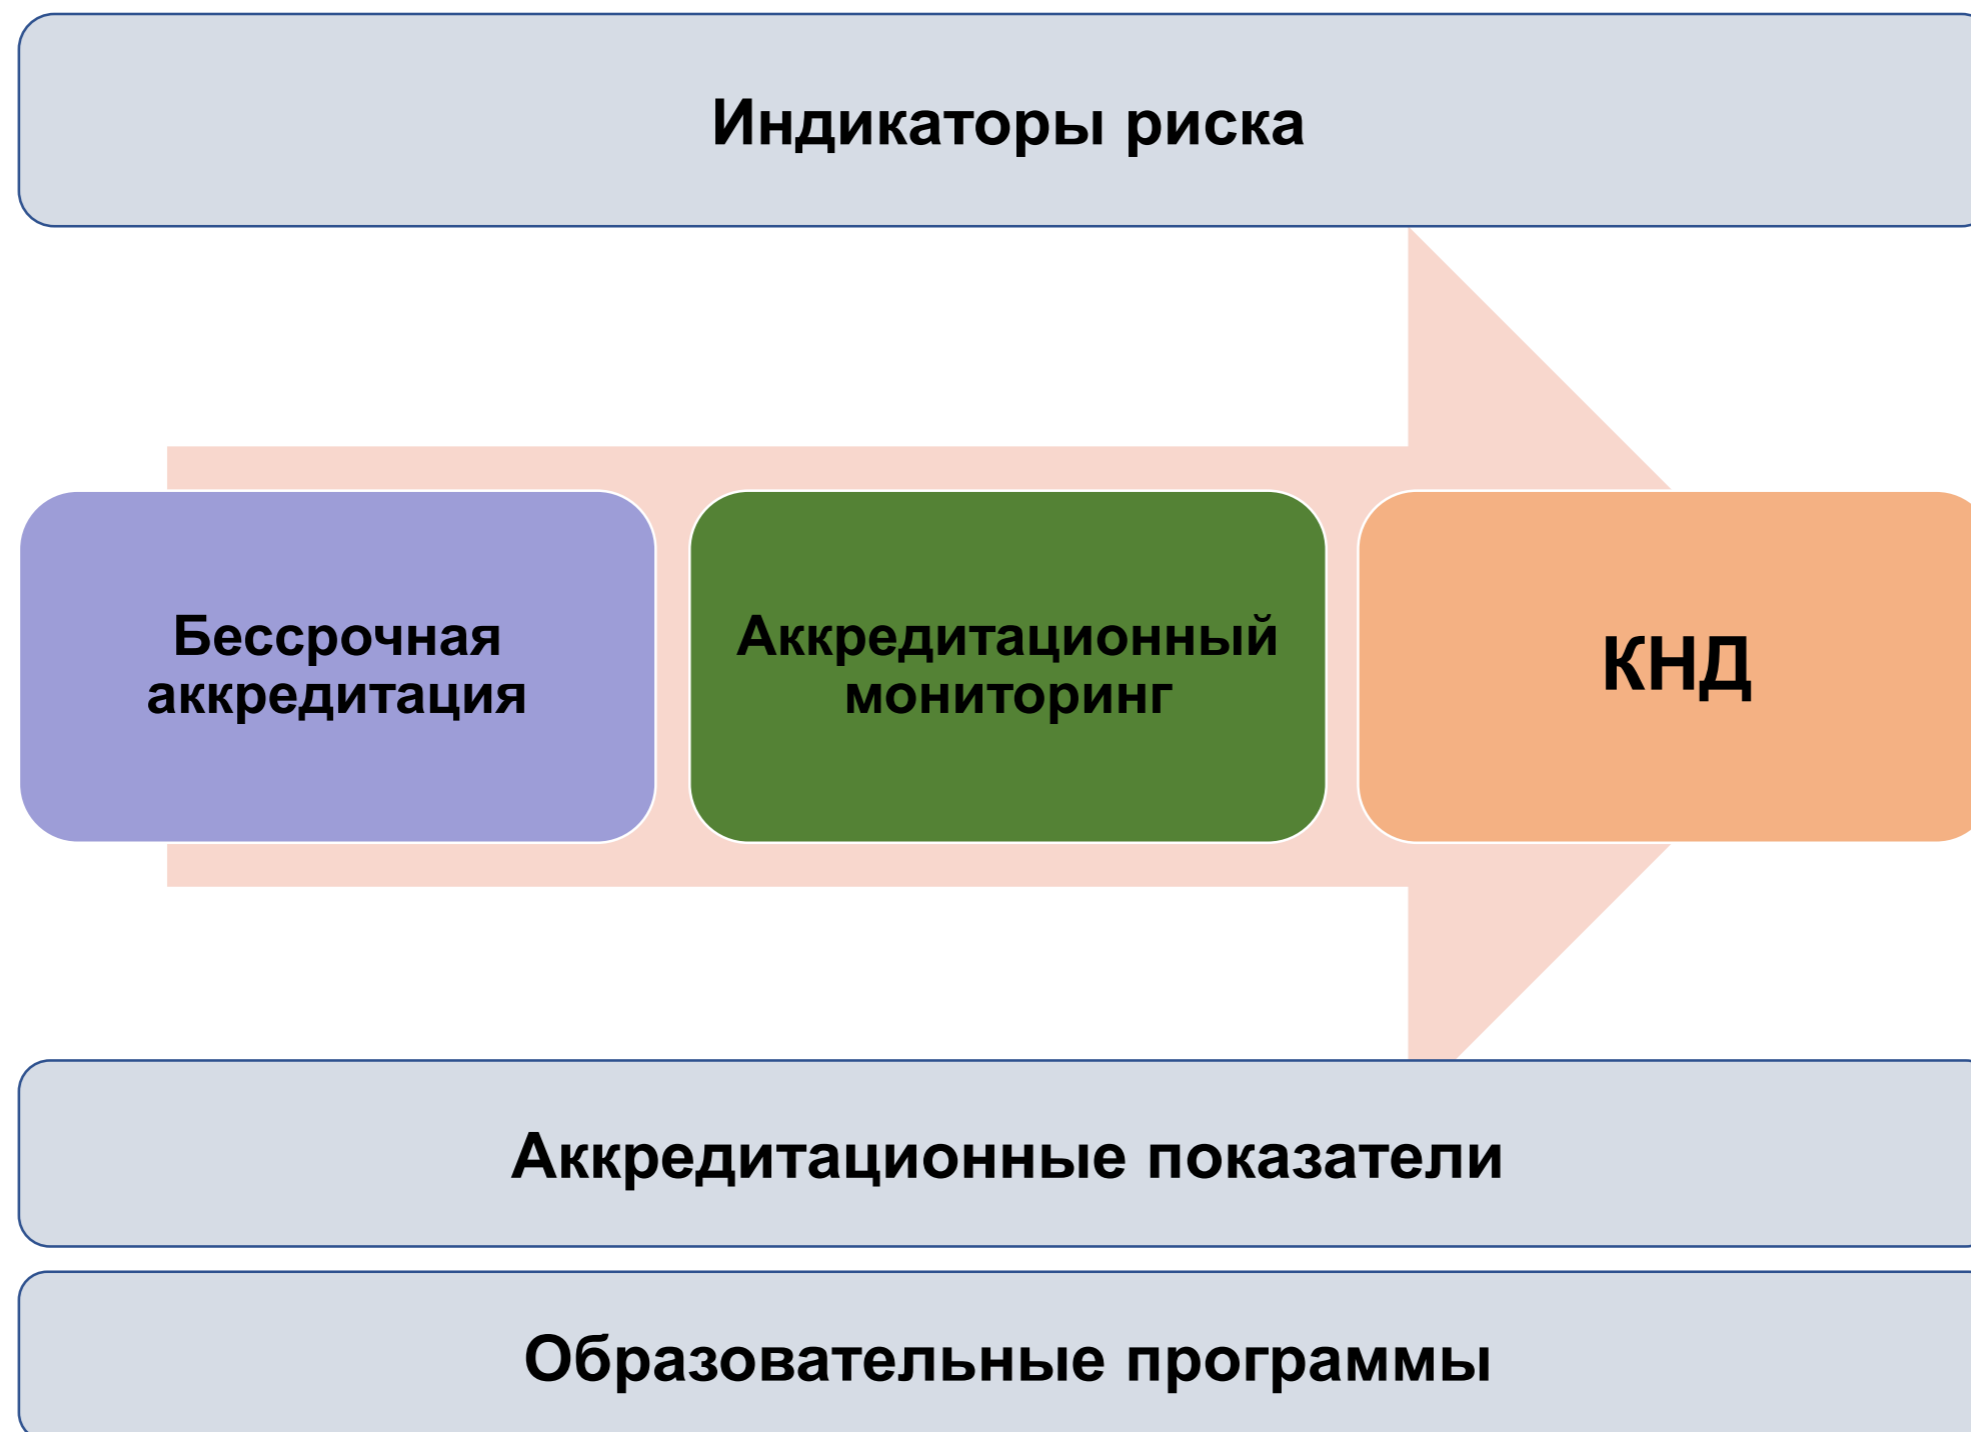 Индикаторы риска
Бессрочная
аккредитация
Аккредитационный
мониторинг
КНД
Аккредитационные показатели
Образовательные программы